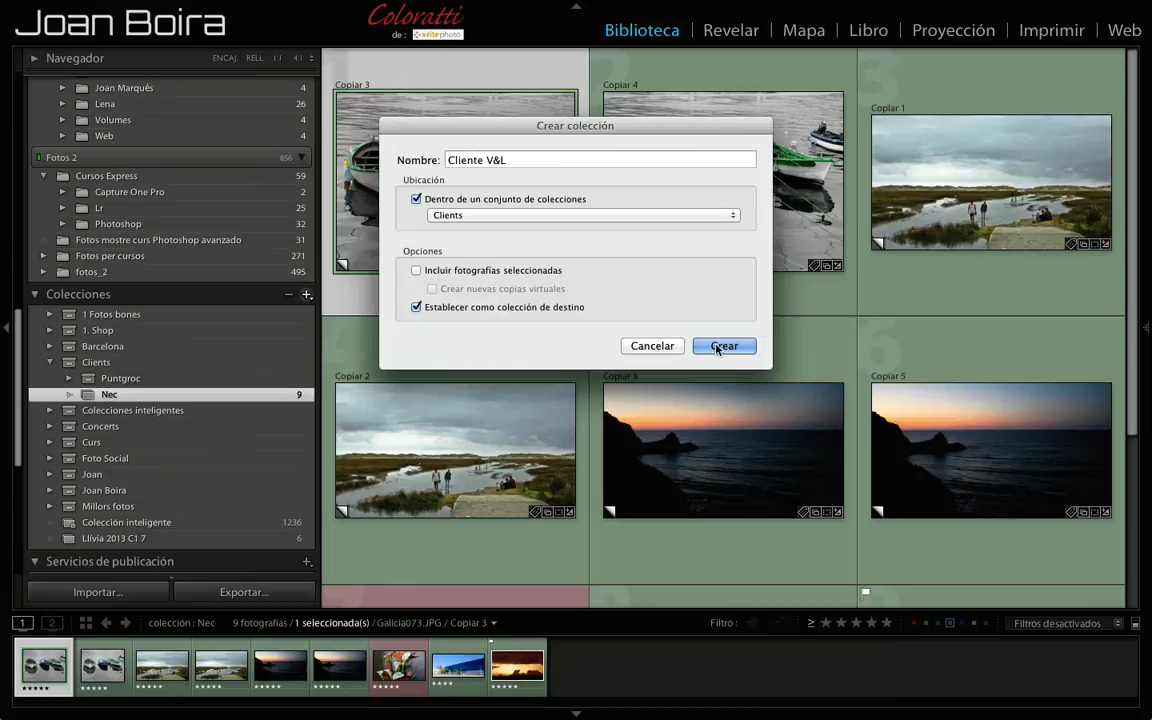 Joan Boira
Coloratti
de : xritephoto
Biblioteca | Revelar | Mapa | Libro | Proyección | Imprimir | Web
Navegador ENCAJ. RELL. 1:1 4:1
Joan Marquès 4
Lena 26
Volumes 4
Web 4
Fotos 2 856
Cursos Express 59
Capture One Pro 2
Lr 25
Photoshop 32
Fotos mostre curs Photoshop avanzado 31
Fotos per cursos 271
fotos_2 495
Colecciones
1 Fotos bones
1. Shop
Barcelona
Clients
Puntgroc
Nec 9
Colecciones inteligentes
Concerts
Curs
Foto Social
Joan
Joan Boira
Millors fotos
Colección inteligente 1236
Llívia 2013 C1 7 6
Servicios de publicación
Importar... Exportar...
Copiar 3
Copiar 4
3
Copiar 1
Crear colección
Nombre: Cliente V&L
Ubicación
Dentro de un conjunto de colecciones
Clients
Opciones
Incluir fotografías seleccionadas
Crear nuevas copias virtuales
Establecer como colección de destino
Cancelar Crear
6
Copiar 2
Copiar 3
Copiar 5
1 2 colección : Nec 9 fotografías / 1 seleccionada(s) / Galicia073.JPG / Copiar 3 Filtro : ≥ ★★★★★ Filtros desactivados